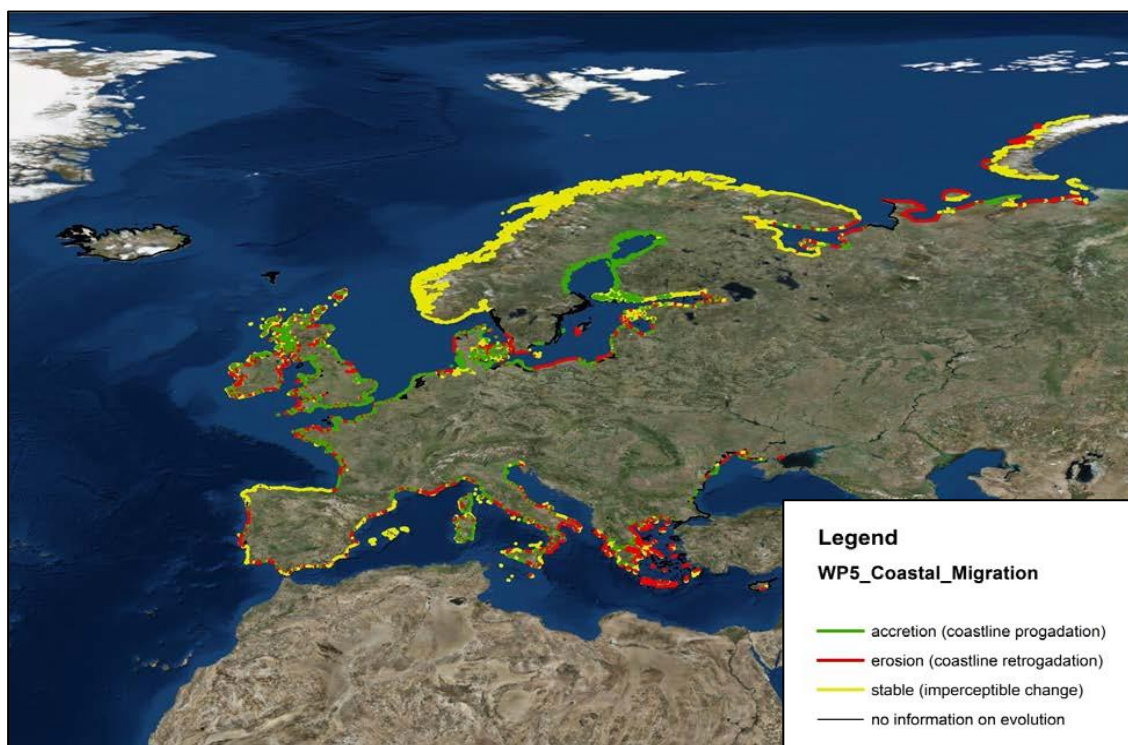 Legend
WP5_Coastal_Migration
accretion (coastline progadation)
erosion (coastline retrogadation)
stable (imperceptible change)
no information on evolution